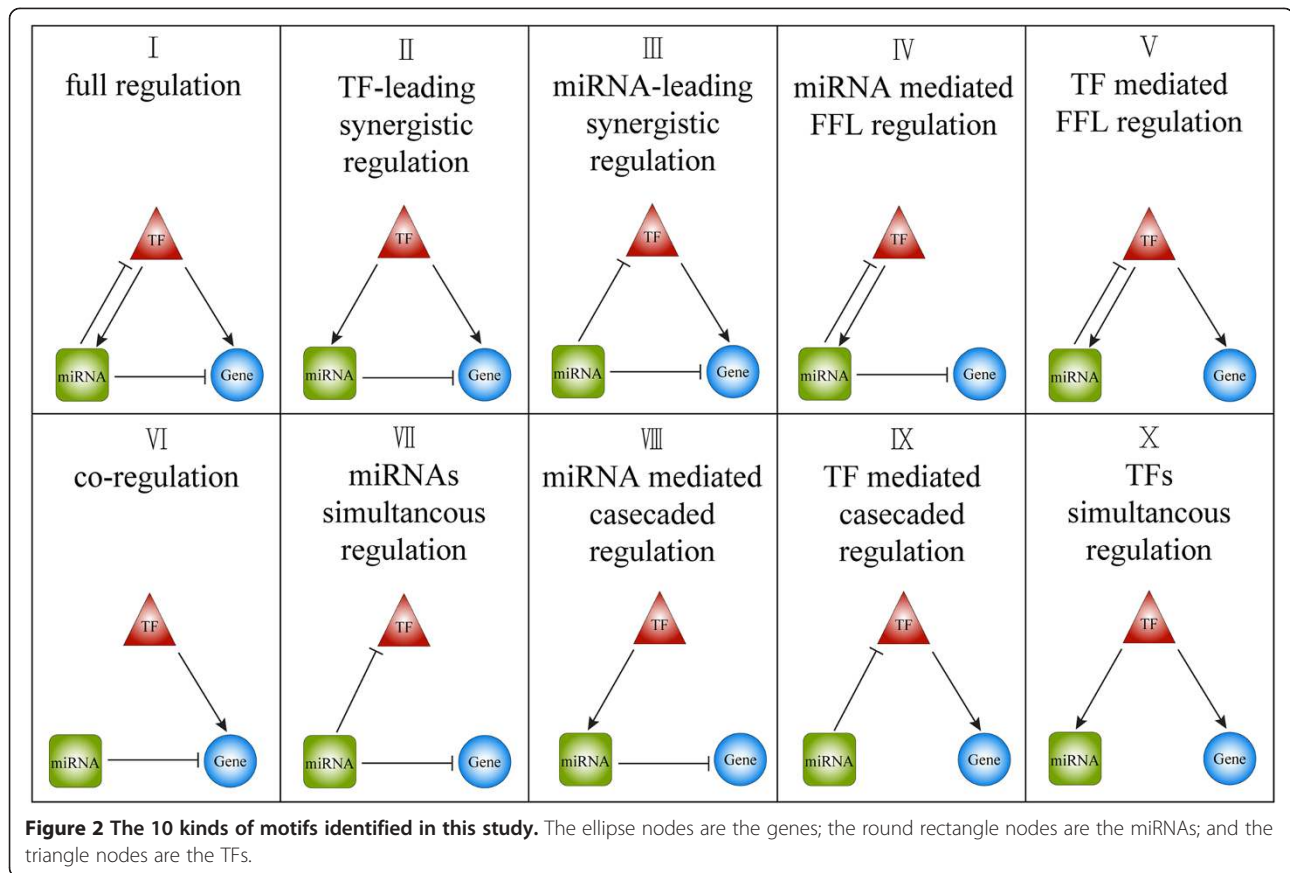 I
full regulation
TF
miRNA
Gene
II
TF-leading
synergistic
regulation
TF
miRNA
Gene
III
miRNA-leading
synergistic
regulation
TF
miRNA
Gene
IV
miRNA mediated
FFL regulation
TF
miRNA
Gene
V
TF mediated
FFL regulation
TF
miRNA
Gene
VI
co-regulation
TF
miRNA
Gene
VII
miRNAs
simultancous
regulation
TF
miRNA
Gene
VIII
miRNA mediated
casecaded
regulation
TF
miRNA
Gene
IX
TF mediated
casecaded
regulation
TF
miRNA
Gene
X
TFs
simultancous
regulation
TF
miRNA
Gene
Figure 2 The 10 kinds of motifs identified in this study. The ellipse nodes are the genes; the round rectangle nodes are the miRNAs; and the
triangle nodes are the TFs.